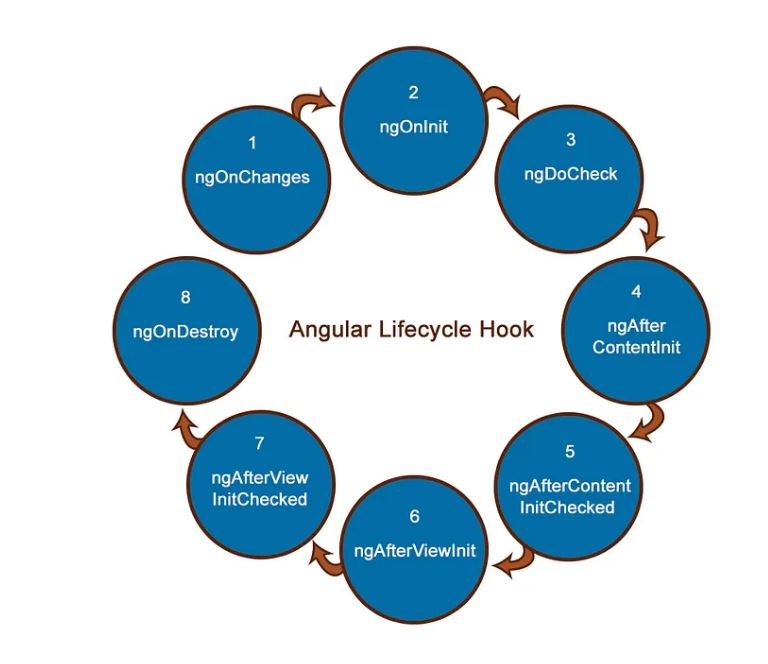 1
ngOnChanges
2
ngOnInit
3
ngDoCheck
4
ngAfter
ContentInit
5
ngAfterContent
InitChecked
6
ngAfterViewInit
7
ngAfterView
InitChecked
8
ngOnDestroy
Angular Lifecycle Hook